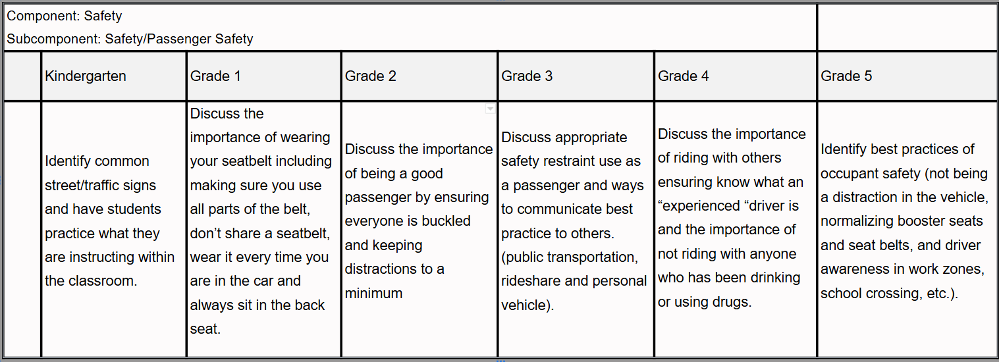 Component: Safety
Subcomponent: Safety/Passenger Safety
Kindergarten
Grade 1
Grade 2
Grade 3
Grade 4
Grade 5
Identify common
street/traffic signs
and have students
practice what they
are instructing within
the classroom.
Discuss the
importance of wearing
your seatbelt including
making sure you use
all parts of the belt,
don’t share a seatbelt,
wear it every time you
are in the car and
always sit in the back
seat.
Discuss the importance
of being a good
passenger by ensuring
everyone is buckled
and keeping
distractions to a
minimum
Discuss appropriate
safety restraint use as
a passenger and ways
to communicate best
practice to others.
(public transportation,
rideshare and personal
vehicle).
Discuss the importance
of riding with others
ensuring know what an
“experienced “driver is
and the importance of
not riding with anyone
who has been drinking
or using drugs.
Identify best practices of
occupant safety (not being
a distraction in the vehicle,
normalizing booster seats
and seat belts, and driver
awareness in work zones,
school crossing, etc.).